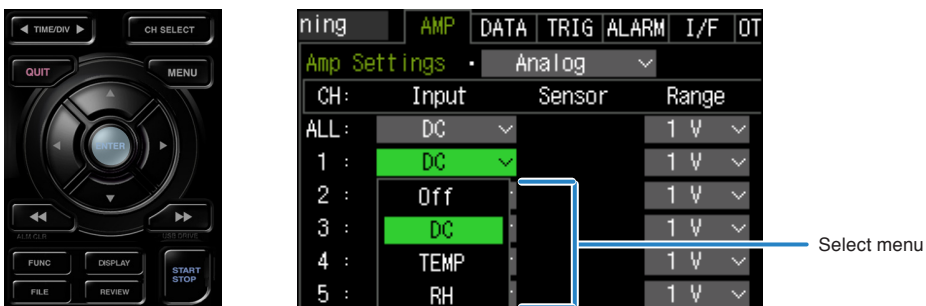 ◀ TIME/DIV ▶ CH SELECT
QUIT MENU
ENTER
ALM CLR USB DRIVE
FUNC DISPLAY START
STOP
FILE REVIEW
ning AMP DATA TRIG ALARM I/F OT
Amp Settings · Analog
CH: Input Sensor Range
ALL: DC 1 V
1 : DC 1 V
2 : Off 1 V
3 : DC 1 V
4 : TEMP 1 V
5 : RH 1 V
Select menu